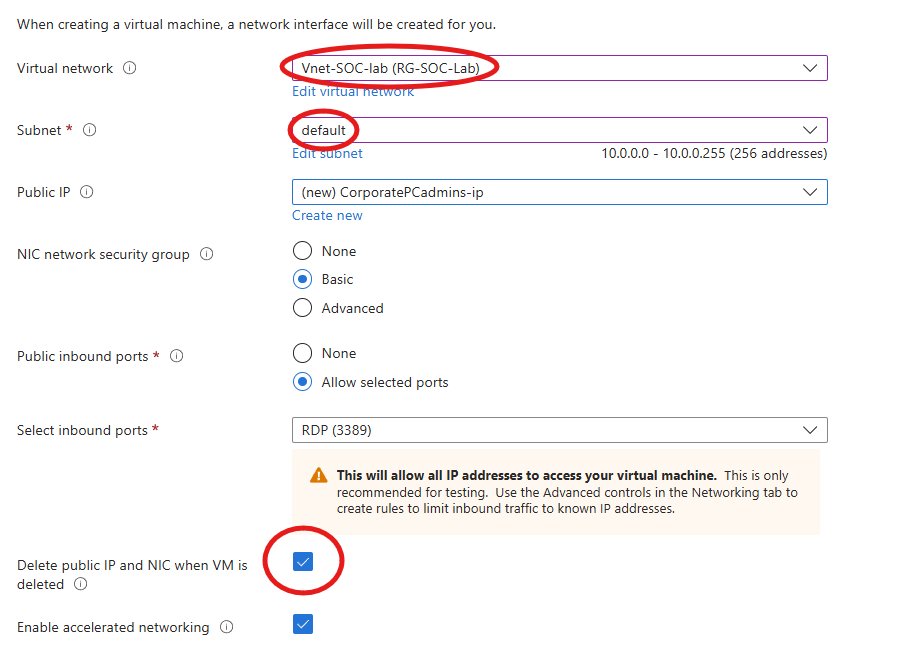 When creating a virtual machine, a network interface will be created for you.
Virtual network
Vnet-SOC-lab (RG-SOC-Lab)
Edit virtual network
Subnet *
default
Edit subnet
10.0.0.0 - 10.0.0.255 (256 addresses)
Public IP
(new) CorporatePCadmins-ip
Create new
NIC network security group
None
Basic
Advanced
Public inbound ports *
None
Allow selected ports
Select inbound ports *
RDP (3389)
This will allow all IP addresses to access your virtual machine. This is only
recommended for testing. Use the Advanced controls in the Networking tab to
create rules to limit inbound traffic to known IP addresses.
Delete public IP and NIC when VM is
deleted
Enable accelerated networking